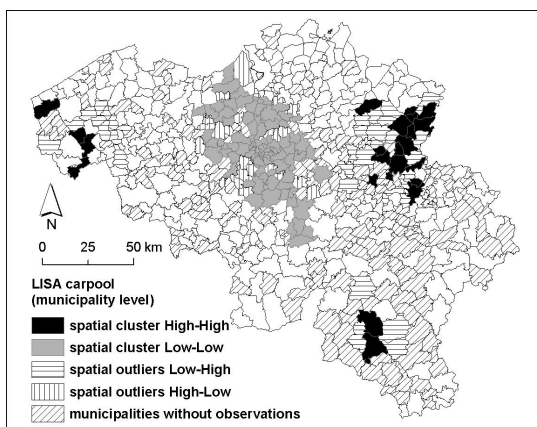 N
0 25 50 km
LISA carpool
(municipality level)
spatial cluster High-High
spatial cluster Low-Low
spatial outliers Low-High
spatial outliers High-Low
municipalities without observations